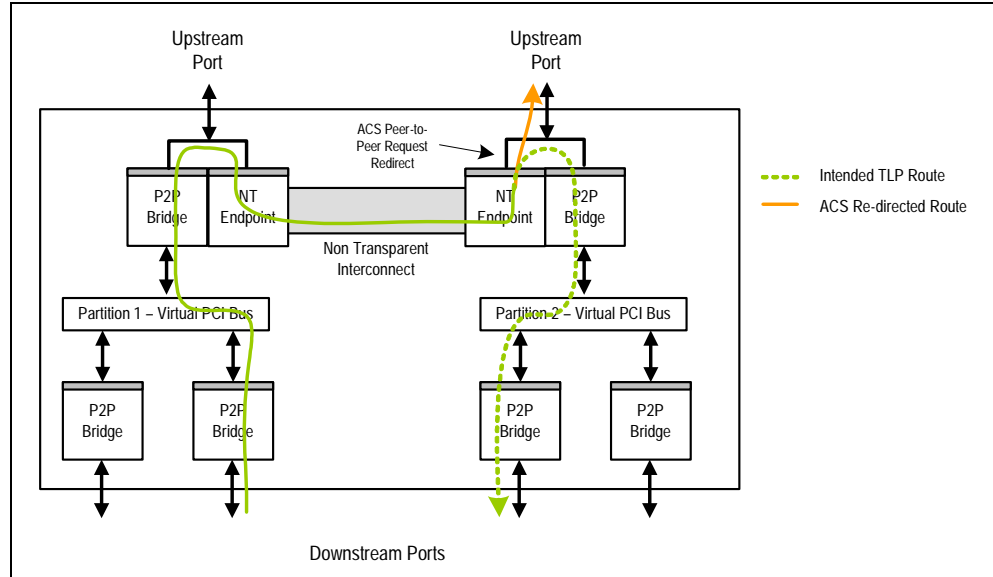 Upstream
Port
Upstream
Port
ACS Peer-to-
Peer Request
Redirect
Intended TLP Route
ACS Re-directed Route
P2P
Bridge
NT
Endpoint
NT
Endpoint
P2P
Bridge
Non Transparent
Interconnect
Partition 1 – Virtual PCI Bus
Partition 2 – Virtual PCI Bus
P2P
Bridge
P2P
Bridge
P2P
Bridge
P2P
Bridge
Downstream Ports